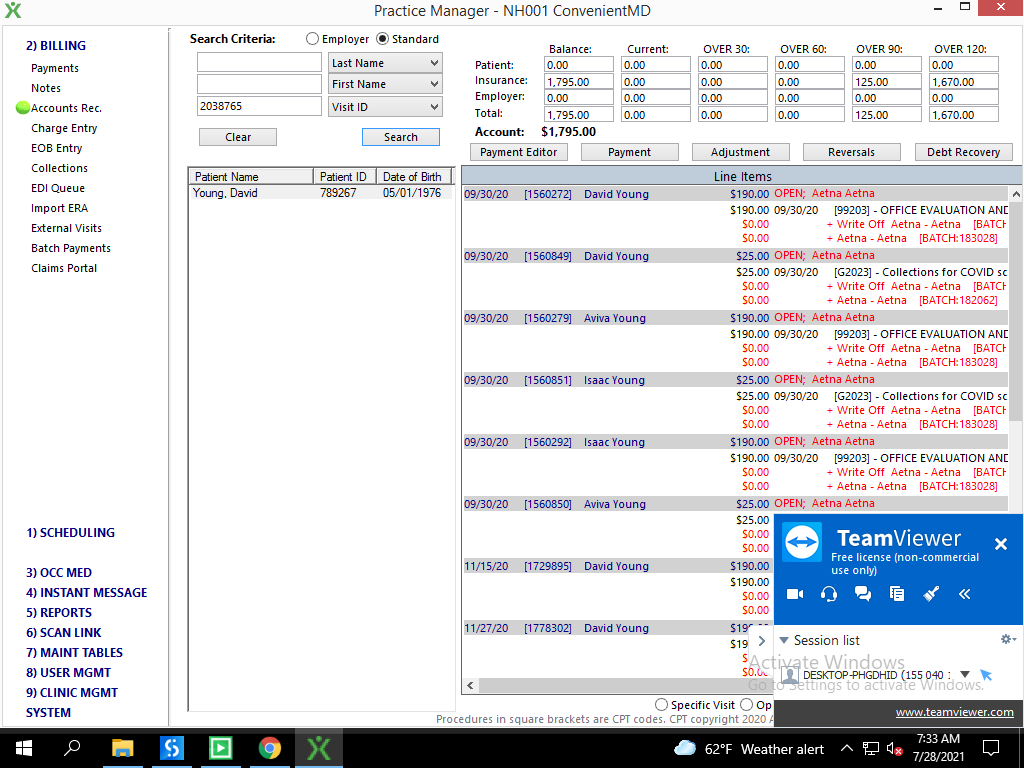 Practice Manager - NH001 ConvenientMD
2) BILLING
Payments
Notes
Accounts Rec.
Charge Entry
EOB Entry
Collections
EDI Queue
Import ERA
External Visits
Batch Payments
Claims Portal
1) SCHEDULING
3) OCC MED
4) INSTANT MESSAGE
5) REPORTS
6) SCAN LINK
7) MAINT TABLES
8) USER MGMT
9) CLINIC MGMT
SYSTEM
Search Criteria: Employer Standard
Last Name
First Name
2038765 Visit ID
Clear Search
Balance: Current: OVER 30: OVER 60: OVER 90: OVER 120:
Patient: 0.00 0.00 0.00 0.00 0.00 0.00
Insurance: 1,795.00 0.00 0.00 0.00 125.00 1,670.00
Employer: 0.00 0.00 0.00 0.00 0.00 0.00
Total: 1,795.00 0.00 0.00 0.00 125.00 1,670.00
Account: $1,795.00
Payment Editor Payment Adjustment Reversals Debt Recovery
Patient Name Patient ID Date of Birth
Young, David 789267 05/01/1976
Line Items
09/30/20 [1560272] David Young $190.00 OPEN; Aetna Aetna
$190.00 09/30/20 [99203] - OFFICE EVALUATION AND
$0.00 + Write Off Aetna - Aetna [BATCH
$0.00 + Aetna - Aetna [BATCH:183028]
09/30/20 [1560849] David Young $25.00 OPEN; Aetna Aetna
$25.00 09/30/20 [G2023] - Collections for COVID sc
$0.00 + Write Off Aetna - Aetna [BATCH
$0.00 + Aetna - Aetna [BATCH:182062]
09/30/20 [1560279] Aviva Young $190.00 OPEN; Aetna Aetna
$190.00 09/30/20 [99203] - OFFICE EVALUATION AND
$0.00 + Write Off Aetna - Aetna [BATCH
$0.00 + Aetna - Aetna [BATCH:183028]
09/30/20 [1560851] Isaac Young $25.00 OPEN; Aetna Aetna
$25.00 09/30/20 [G2023] - Collections for COVID sc
$0.00 + Write Off Aetna - Aetna [BATCH
$0.00 + Aetna - Aetna [BATCH:183028]
09/30/20 [1560292] Isaac Young $190.00 OPEN; Aetna Aetna
$190.00 09/30/20 [99203] - OFFICE EVALUATION AND
$0.00 + Write Off Aetna - Aetna [BATCH
$0.00 + Aetna - Aetna [BATCH:183028]
09/30/20 [1560850] Aviva Young $25.00 OPEN; Aetna Aetna
$25.00
$0.00
$0.00
11/15/20 [1729895] David Young $190.00
$190.00
$0.00
$0.00
11/27/20 [1778302] David Young $190.00
$19
$
$0.00
Specific Visit Op
Procedures in square brackets are CPT codes. CPT copyright 2020 A
TeamViewer
Free license (non-commercial
use only)
Session list
DESKTOP-PHGDHID (155 040 :
Activate Windows
Go to Settings to activate Windows.
www.teamviewer.com
62°F Weather alert
7:33 AM
7/28/2021